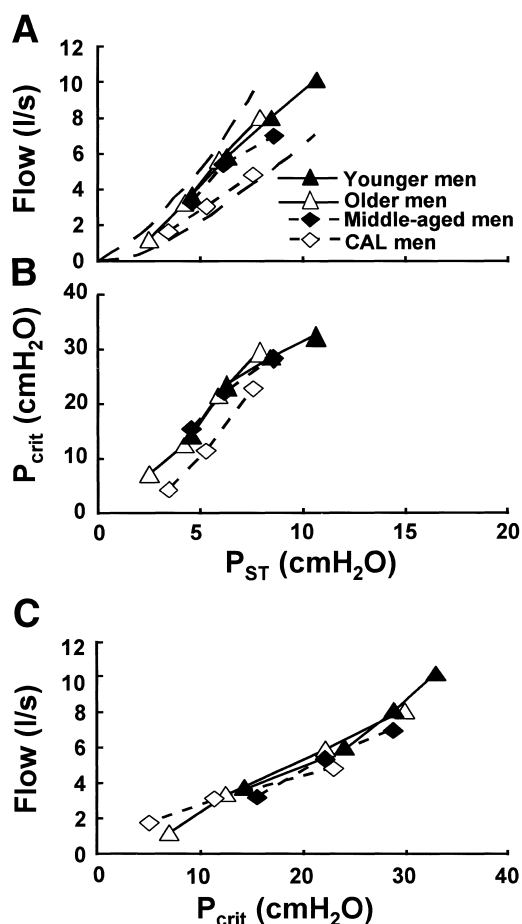 A
Flow (l/s)
12
10
8
6
4
2
0
Younger men
Older men
Middle-aged men
CAL men
B
Pcrit (cmH2O)
40
30
20
10
0
0 5 10 15 20
PST (cmH2O)
C
Flow (l/s)
12
10
8
6
4
2
0
0 10 20 30 40
Pcrit (cmH2O)